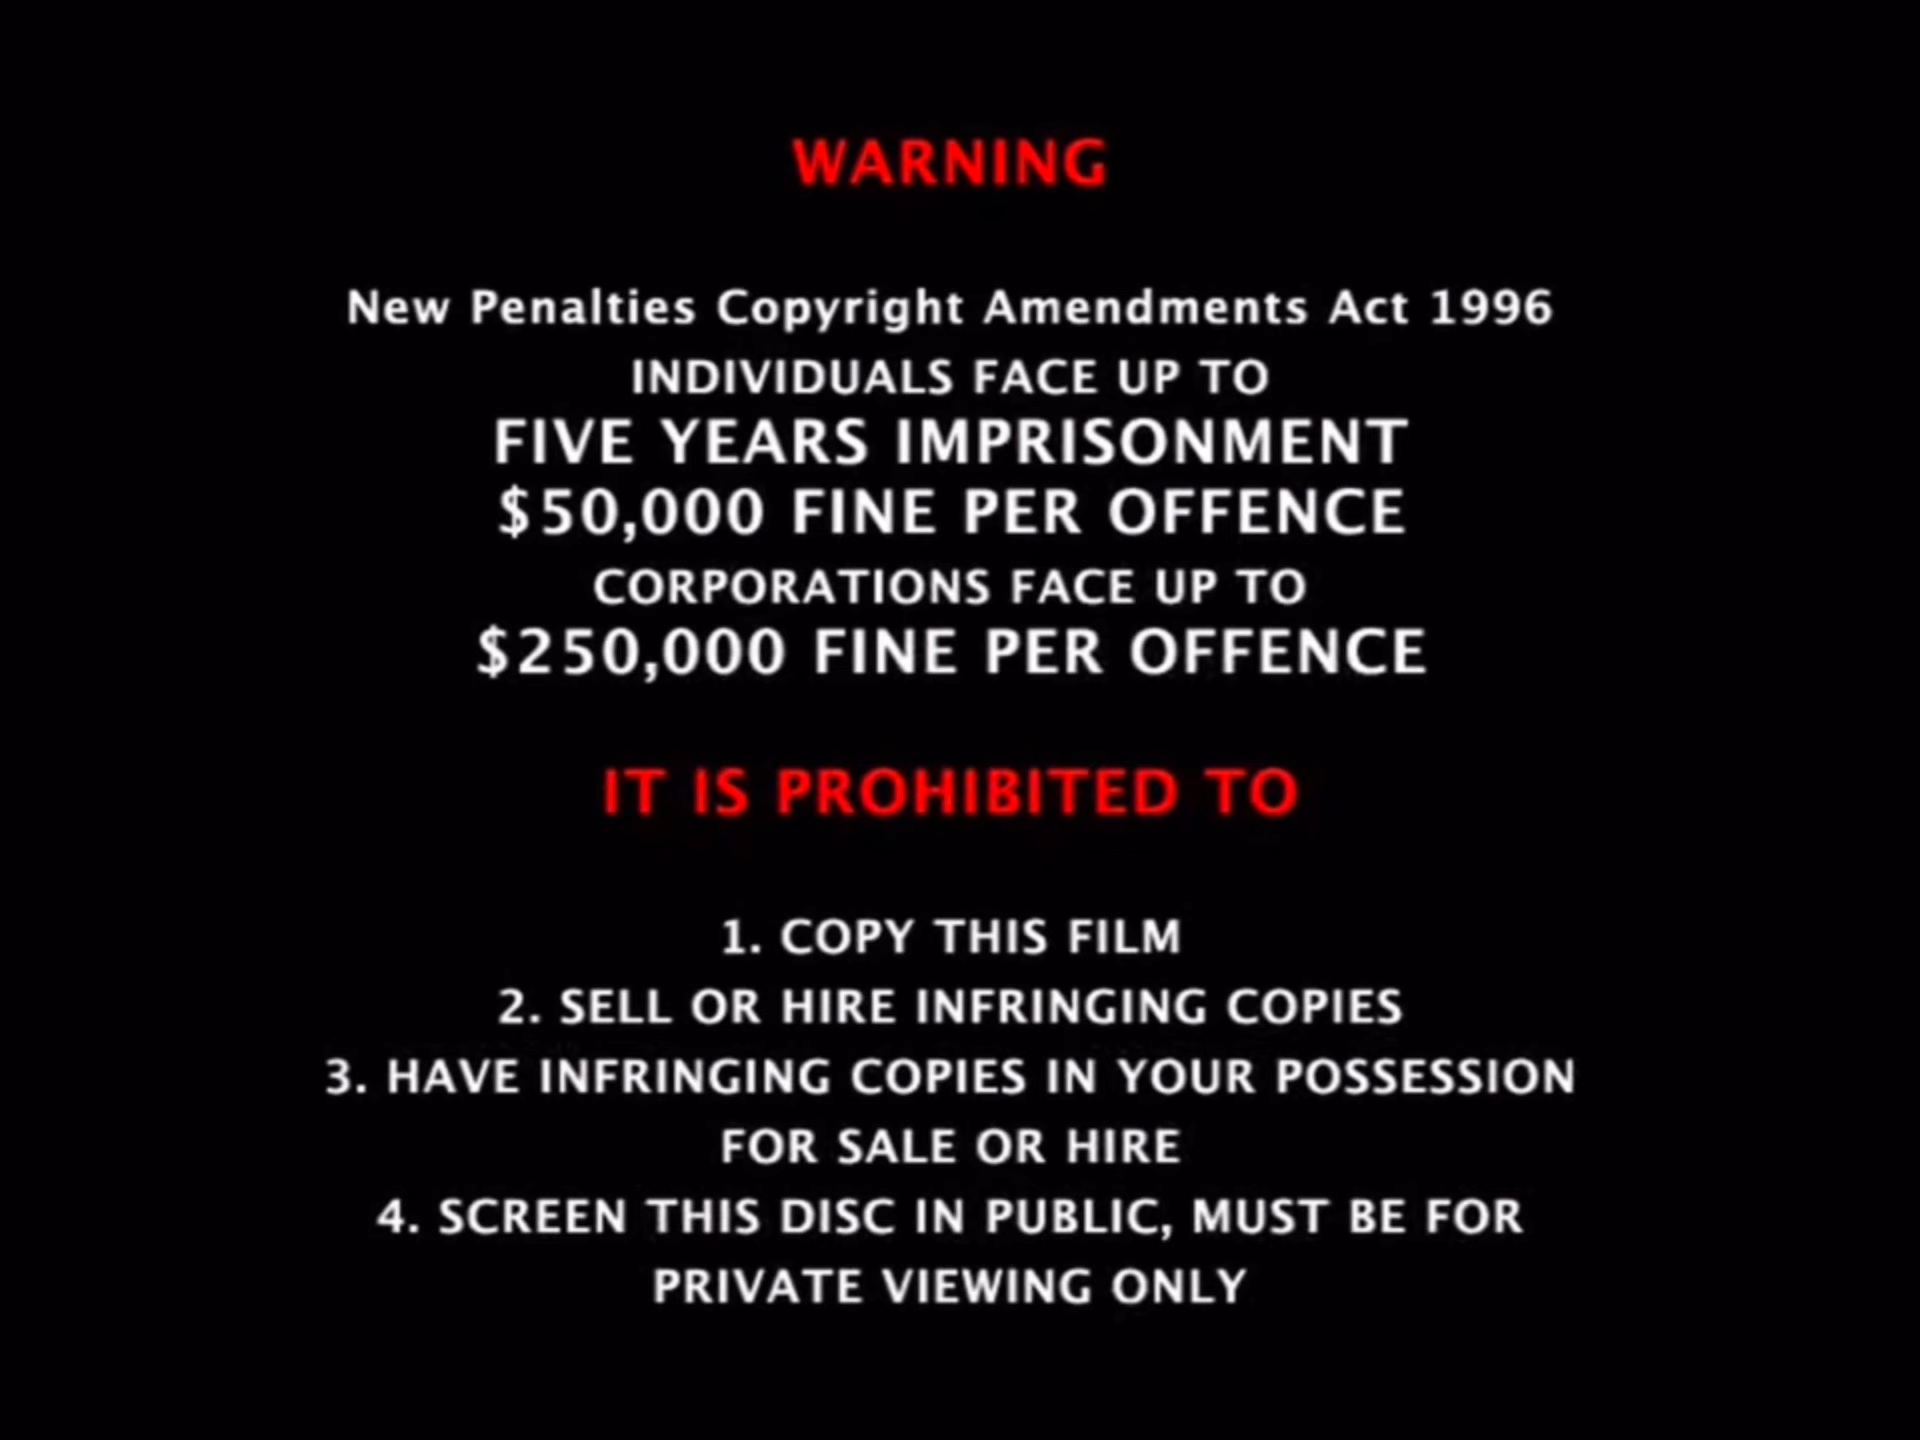 WARNING
New Penalties Copyright Amendments Act 1996
INDIVIDUALS FACE UP TO
FIVE YEARS IMPRISONMENT
$50,000 FINE PER OFFENCE
CORPORATIONS FACE UP TO
$250,000 FINE PER OFFENCE
IT IS PROHIBITED TO
1. COPY THIS FILM
2. SELL OR HIRE INFRINGING COPIES
3. HAVE INFRINGING COPIES IN YOUR POSSESSION
FOR SALE OR HIRE
4. SCREEN THIS DISC IN PUBLIC, MUST BE FOR
PRIVATE VIEWING ONLY